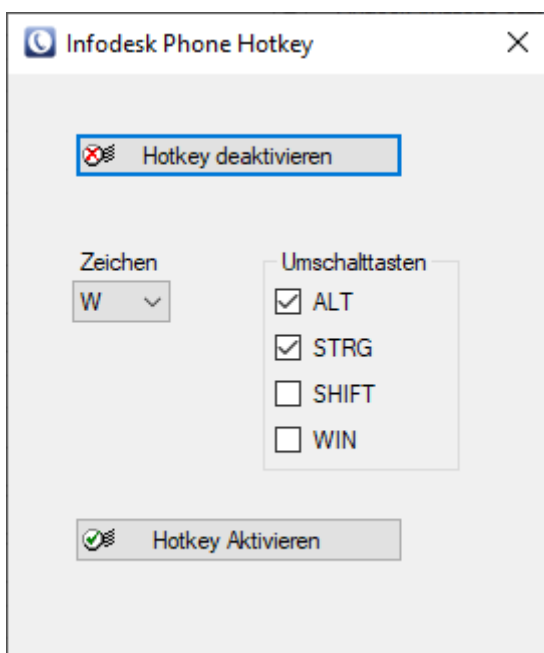 Infodesk Phone Hotkey
Hotkey deaktivieren
Zeichen
W
Umschalttasten
ALT
STRG
SHIFT
WIN
Hotkey Aktivieren